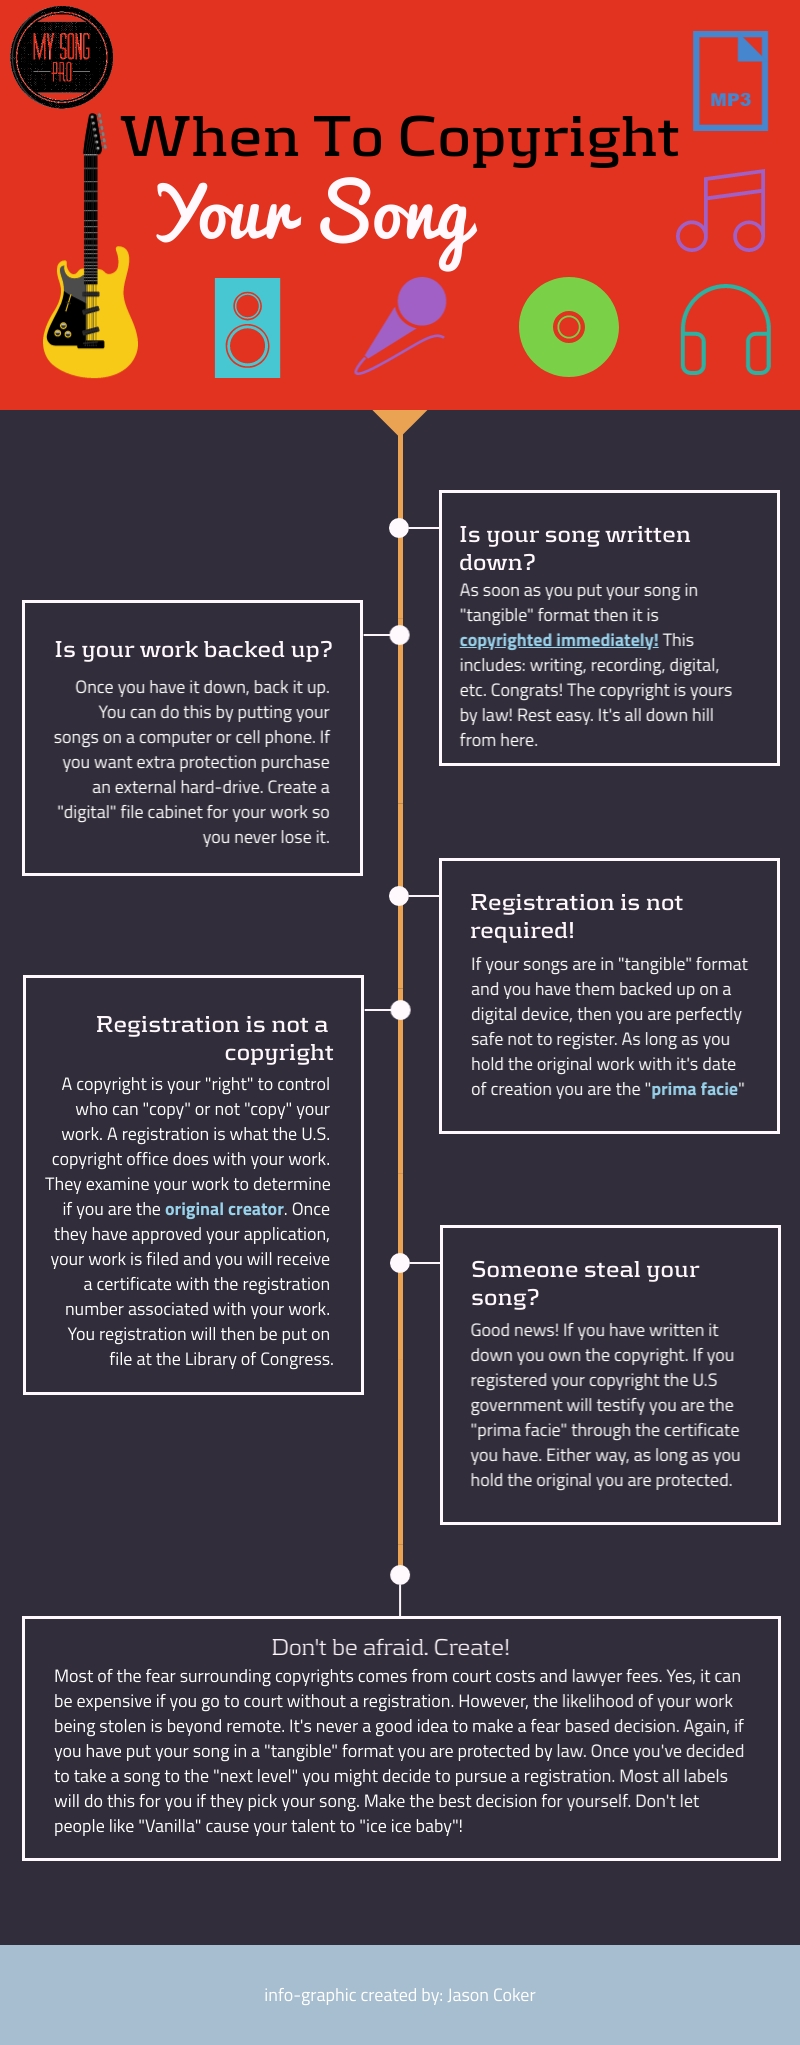 MY SONG
PRO
MP3
When To Copyright
Your Song
Is your song written
down?
As soon as you put your song in
"tangible" format then it is
copyrighted immediately! This
includes: writing, recording, digital,
etc. Congrats! The copyright is yours
by law! Rest easy. It's all down hill
from here.
Is your work backed up?
Once you have it down, back it up.
You can do this by putting your
songs on a computer or cell phone. If
you want extra protection purchase
an external hard-drive. Create a
"digital" file cabinet for your work so
you never lose it.
Registration is not
required!
If your songs are in "tangible" format
and you have them backed up on a
digital device, then you are perfectly
safe not to register. As long as you
hold the original work with it's date
of creation you are the "prima facie"
Registration is not a
copyright
A copyright is your "right" to control
who can "copy" or not "copy" your
work. A registration is what the U.S.
copyright office does with your work.
They examine your work to determine
if you are the original creator. Once
they have approved your application,
your work is filed and you will receive
a certificate with the registration
number associated with your work.
You registration will then be put on
file at the Library of Congress.
Someone steal your
song?
Good news! If you have written it
down you own the copyright. If you
registered your copyright the U.S
government will testify you are the
"prima facie" through the certificate
you have. Either way, as long as you
hold the original you are protected.
Don't be afraid. Create!
Most of the fear surrounding copyrights comes from court costs and lawyer fees. Yes, it can
be expensive if you go to court without a registration. However, the likelihood of your work
being stolen is beyond remote. It's never a good idea to make a fear based decision. Again, if
you have put your song in a "tangible" format you are protected by law. Once you've decided
to take a song to the "next level" you might decide to pursue a registration. Most all labels
will do this for you if they pick your song. Make the best decision for yourself. Don't let
people like "Vanilla" cause your talent to "ice ice baby"!
info-graphic created by: Jason Coker